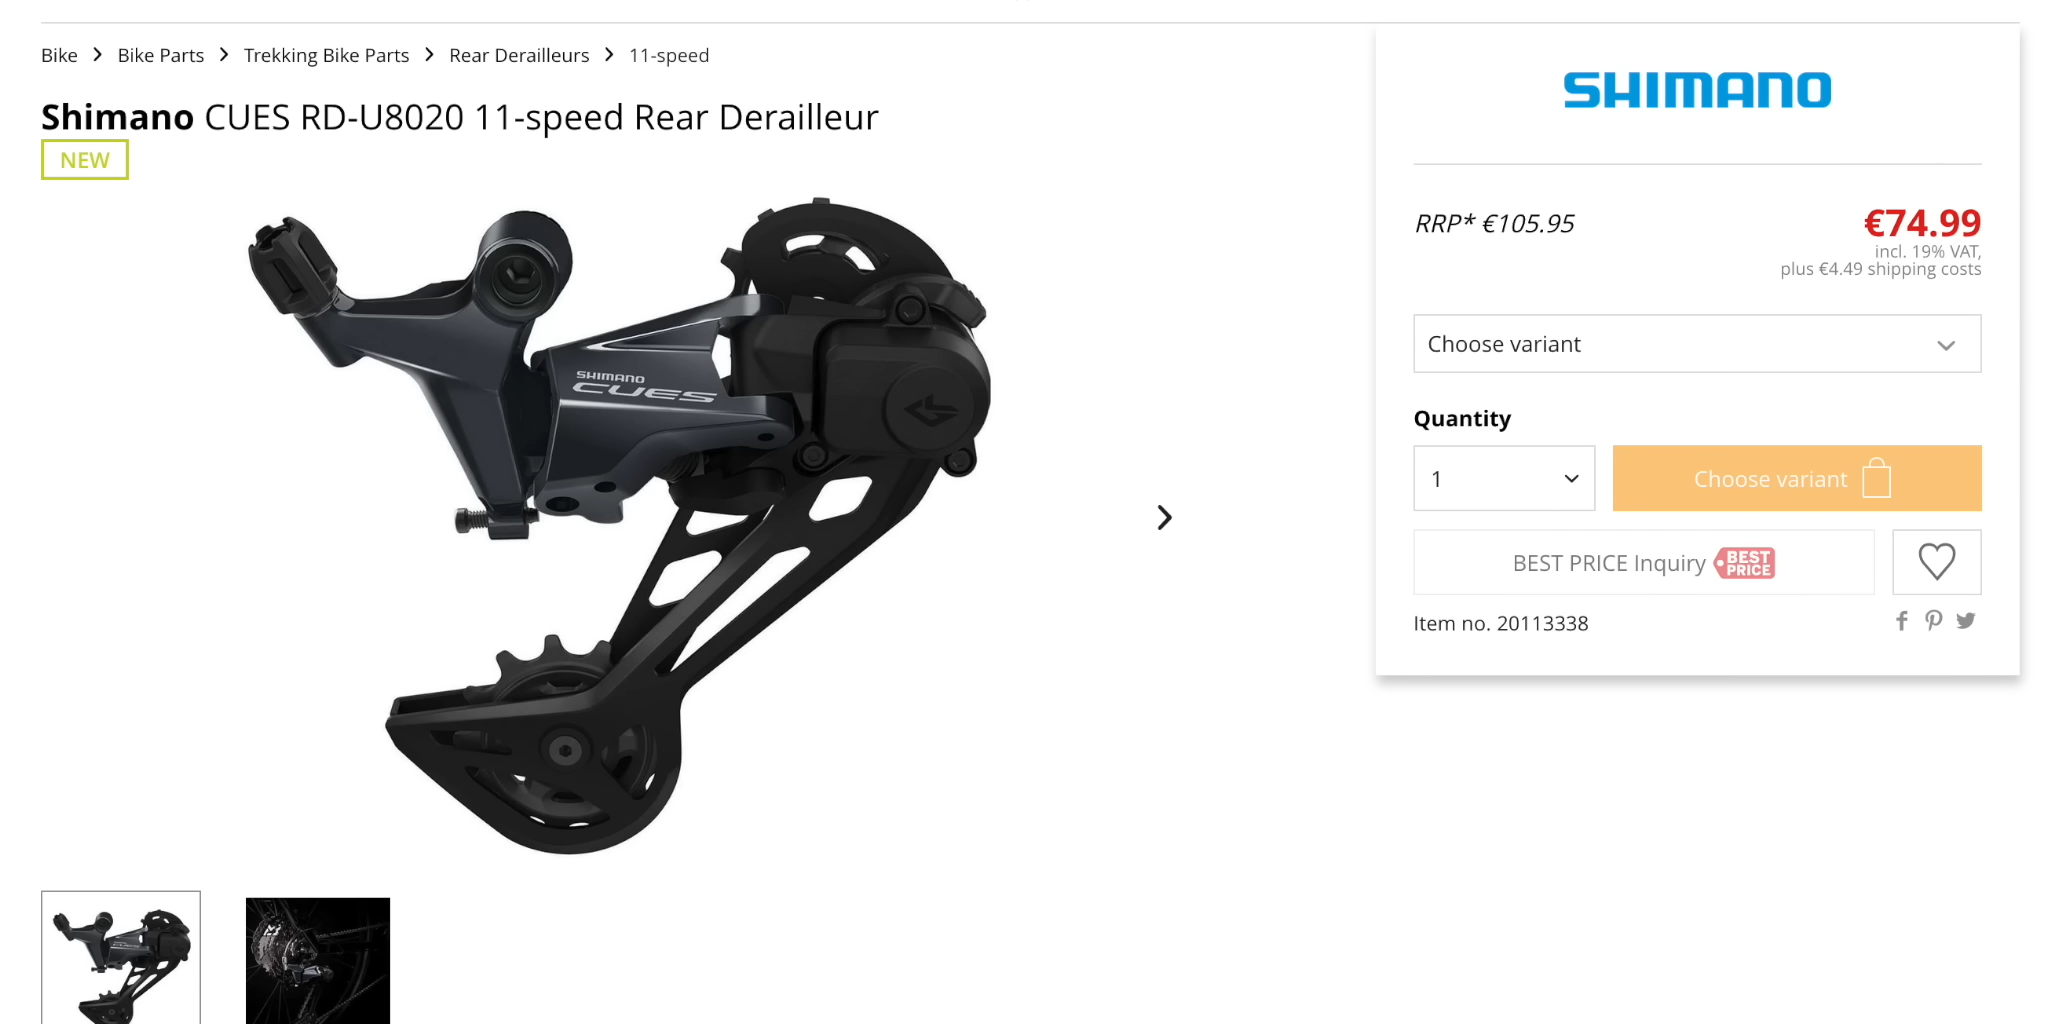 Bike > Bike Parts > Trekking Bike Parts > Rear Derailleurs > 11-speed
Shimano CUES RD-U8020 11-speed Rear Derailleur
NEW
SHIMANO
CUES
SHIMANO
RRP* €105.95
€74.99
incl. 19% VAT,
plus €4.49 shipping costs
Choose variant
Quantity
1
Choose variant
BEST PRICE Inquiry
BEST
PRICE
Item no. 20113338